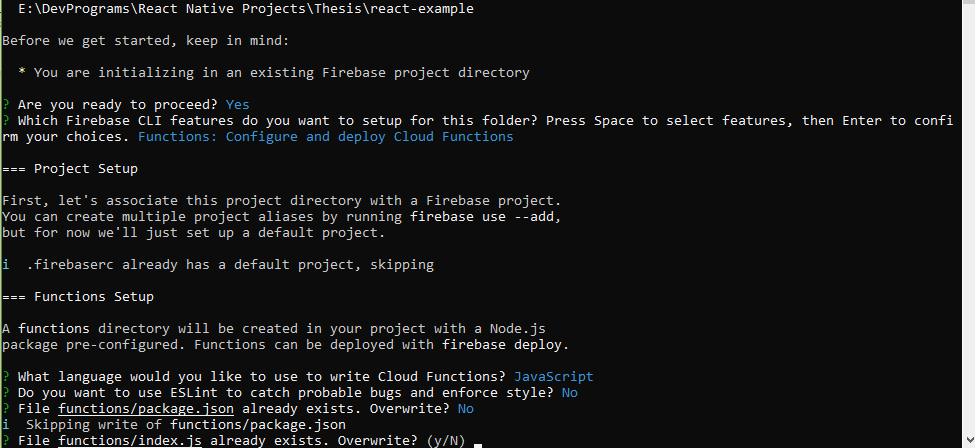 E:\DevPrograms\React Native Projects\Thesis\react-example
Before we get started, keep in mind:
* You are initializing in an existing Firebase project directory
? Are you ready to proceed? Yes
? Which Firebase CLI features do you want to setup for this folder? Press Space to select features, then Enter to confi
rm your choices. Functions: Configure and deploy Cloud Functions
=== Project Setup
First, let's associate this project directory with a Firebase project.
You can create multiple project aliases by running firebase use --add,
but for now we'll just set up a default project.
i  .firebaserc already has a default project, skipping
=== Functions Setup
A functions directory will be created in your project with a Node.js
package pre-configured. Functions can be deployed with firebase deploy.
? What language would you like to use to write Cloud Functions? JavaScript
? Do you want to use ESLint to catch probable bugs and enforce style? No
? File functions/package.json already exists. Overwrite? No
i  Skipping write of functions/package.json
? File functions/index.js already exists. Overwrite? (y/N)